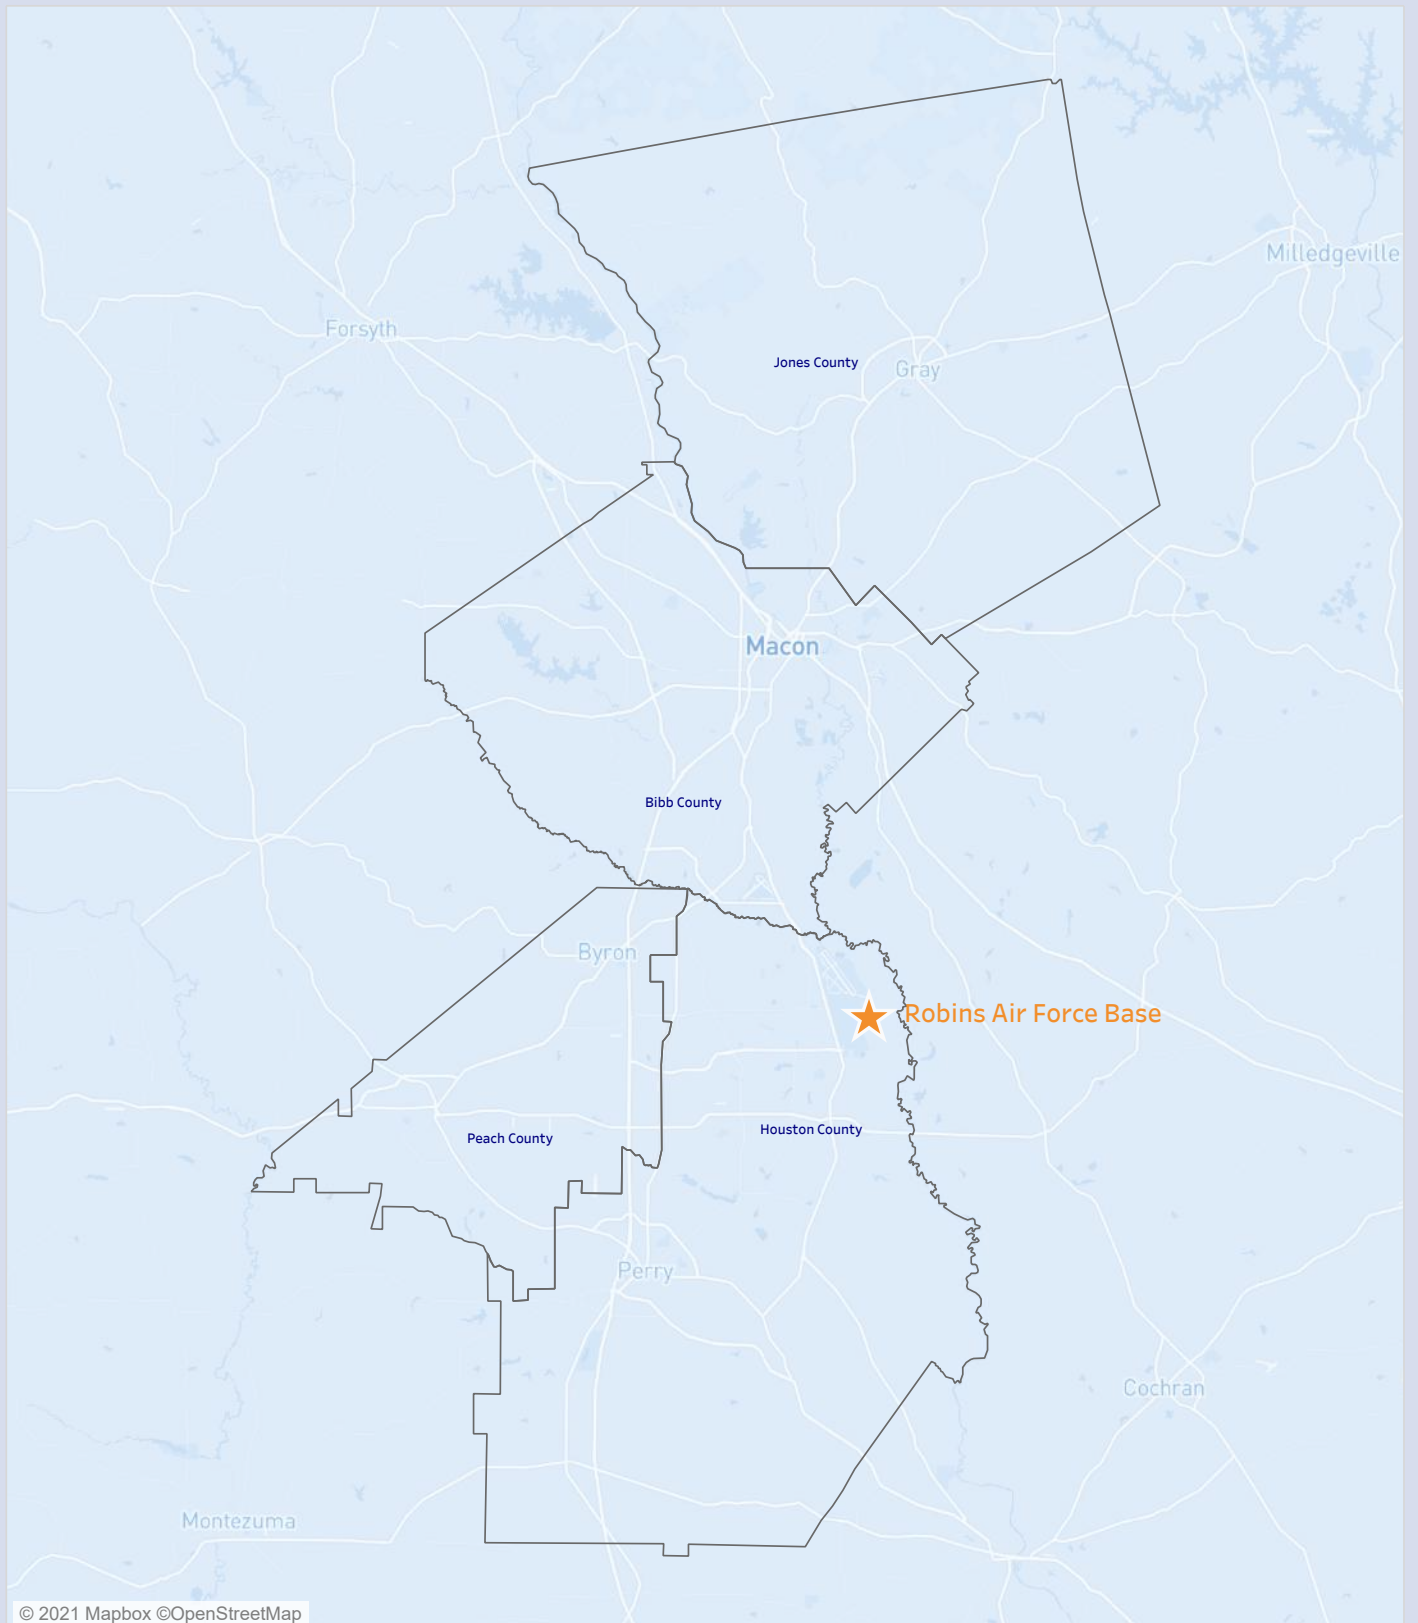 Milledgeville
Forsyth
Jones County
Gray
Macon
Bibb County
Byron
Robins Air Force Base
Peach County
Houston County
Perry
Cochran
Montezuma
© 2021 Mapbox ©OpenStreetMap